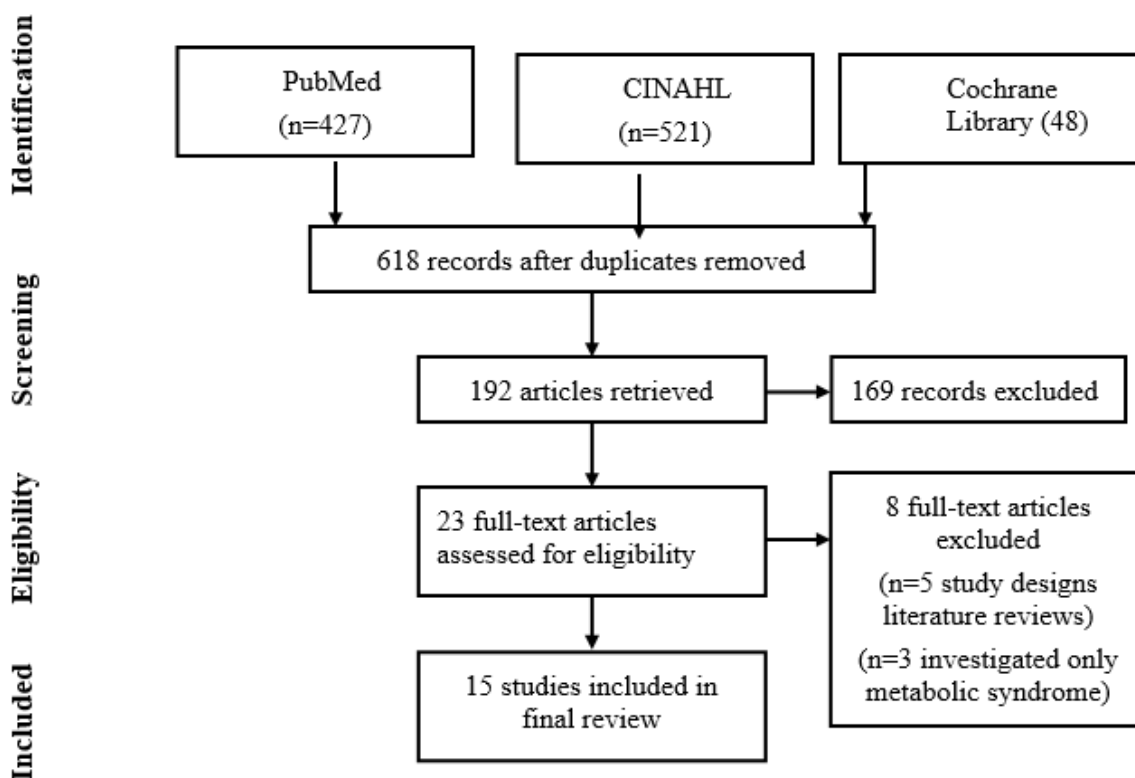 Identification
PubMed
(n=427)
CINAHL
(n=521)
Cochrane
Library (48)
618 records after duplicates removed
Screening
192 articles retrieved
169 records excluded
Eligibility
23 full-text articles
assessed for eligibility
8 full-text articles
excluded
(n=5 study designs
literature reviews)
(n=3 investigated only
metabolic syndrome)
Included
15 studies included in
final review